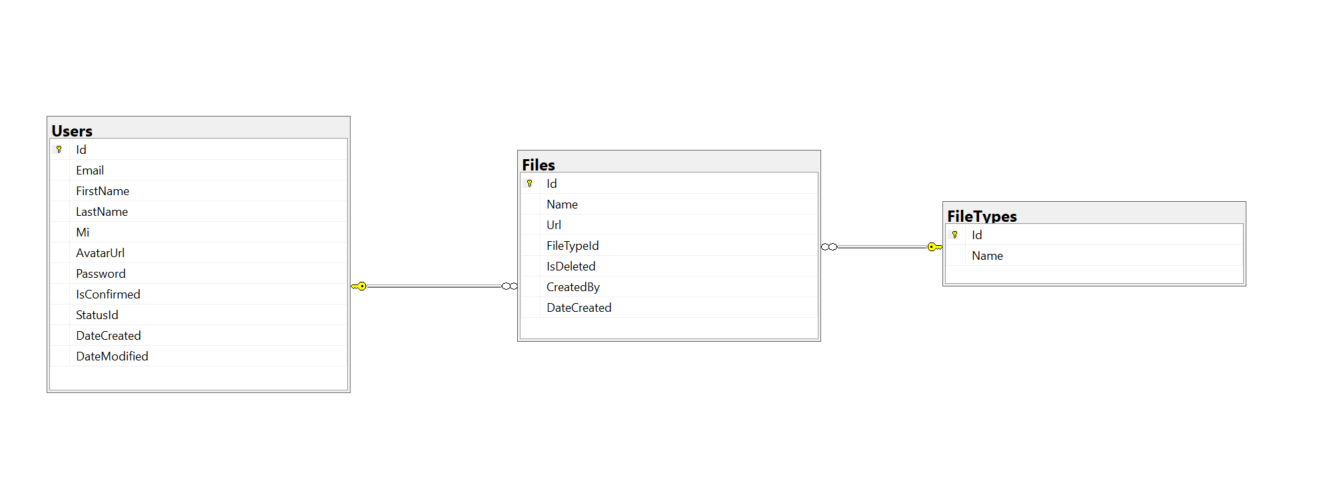 Users
Id
Email
FirstName
LastName
Mi
AvatarUrl
Password
IsConfirmed
StatusId
DateCreated
DateModified
Files
Id
Name
Url
FileTypeId
IsDeleted
CreatedBy
DateCreated
FileTypes
Id
Name